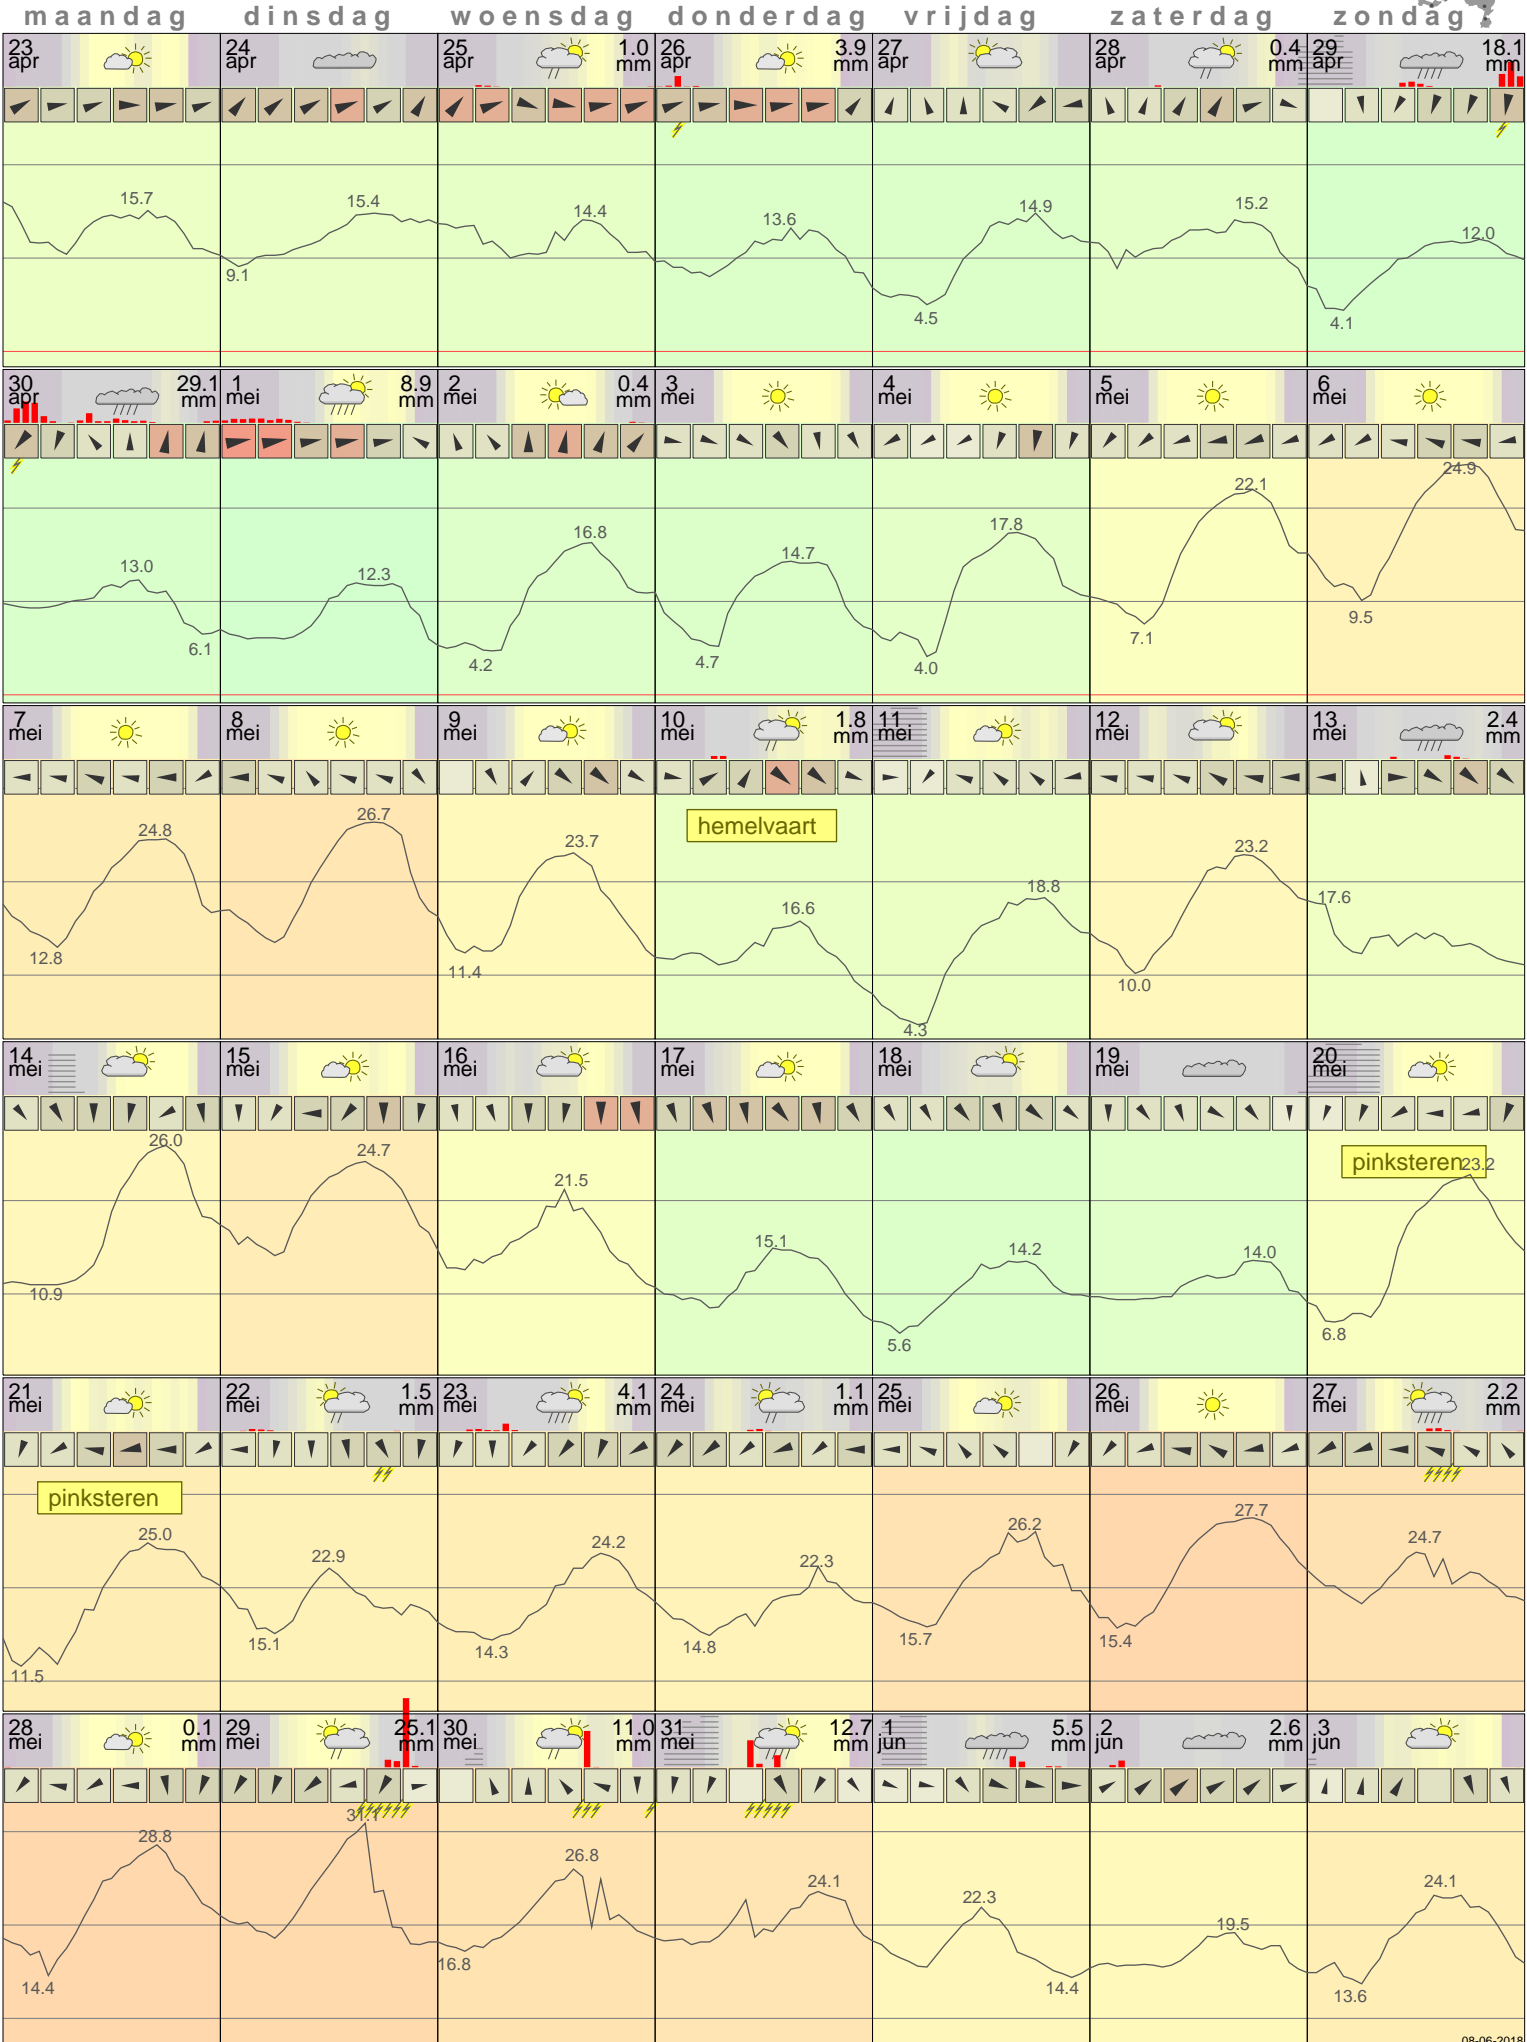 maandag dinsdag woensdag donderdag vrijdag zaterdag zondag
23 24 25 1.0 26 3.9 27 28 0.4 29 18.1
apr apr apr mm apr mm apr apr mm apr mm
15.7 15.4 14.4 13.6 14.9 15.2 12.0
9.1 4.5 4.1
30 29.1 1 8.9 2 0.4 3 4 5 6
apr mm mei mm mei mm mei mei mei mei
13.0 12.3 16.8 14.7 17.8 22.1 24.9
6.1 4.2 4.7 4.0 7.1 9.5
7 8 9 10 1.8 11 12 13 2.4
mei mei mei mei mm mei mei mei mm
hemelvaart
24.8 26.7 23.7 16.6 18.8 23.2 17.6
12.8 11.4 4.3 10.0
14 15 16 17 18 19 20
mei mei mei mei mei mei mei
pinksteren
26.0 24.7 21.5 15.1 14.2 14.0 23.2
10.9 5.6 6.8
21 22 1.5 23 4.1 24 1.1 25 26 27 2.2
mei mei mm mei mm mei mm mei mei mei mm
pinksteren
25.0 22.9 24.2 22.3 26.2 27.7 24.7
11.5 15.1 14.3 14.8 15.7 15.4
28 0.1 29 25.1 30 11.0 31 12.7 1 5.5 2 2.6 3
mei mm mei mm mei mm mei mm jun mm jun mm jun
28.8 26.8 24.1 22.3 19.5 24.1
14.4 16.8 14.4 13.6
08-06-2018